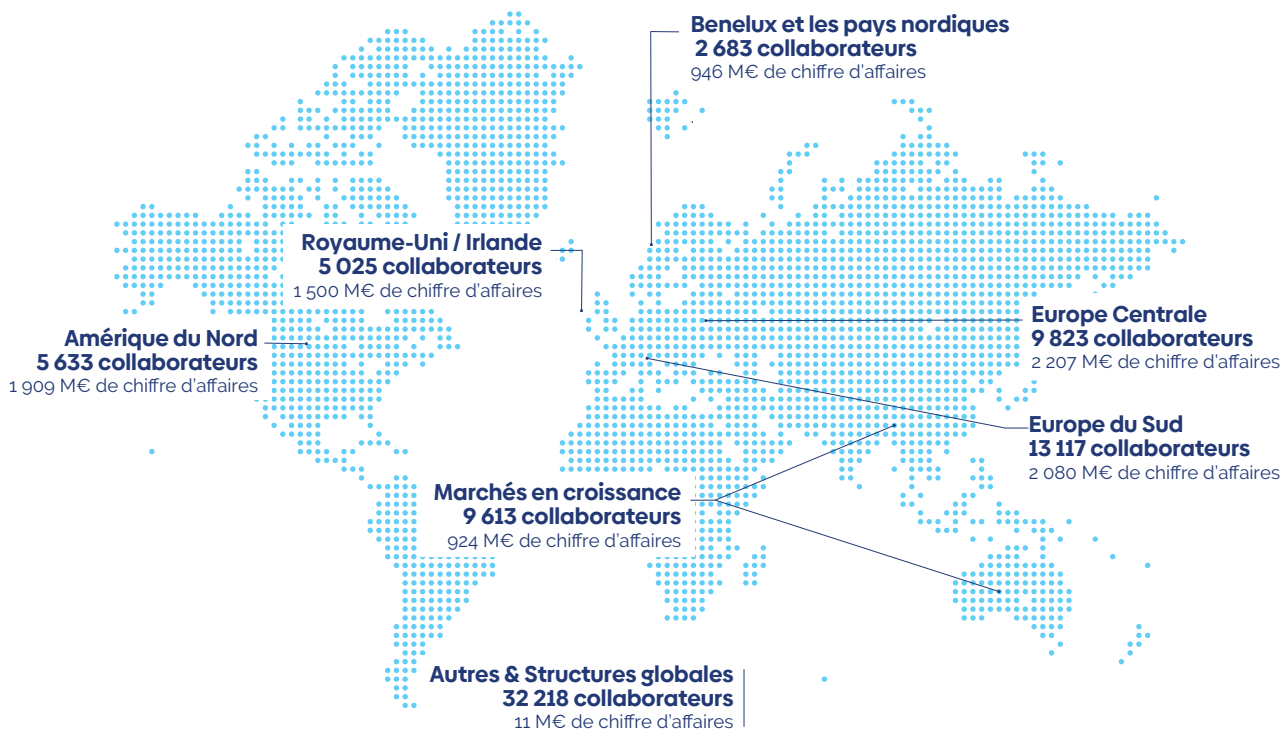 Benelux et les pays nordiques
2 683 collaborateurs
946 M€ de chiffre d'affaires
Royaume-Uni / Irlande
5 025 collaborateurs
1 500 M€ de chiffre d'affaires
Amérique du Nord
5 633 collaborateurs
1 909 M€ de chiffre d'affaires
Europe Centrale
9 823 collaborateurs
2 207 M€ de chiffre d'affaires
Europe du Sud
13 117 collaborateurs
2 080 M€ de chiffre d'affaires
Marchés en croissance
9 613 collaborateurs
924 M€ de chiffre d'affaires
Autres & Structures globales
32 218 collaborateurs
11 M€ de chiffre d'affaires